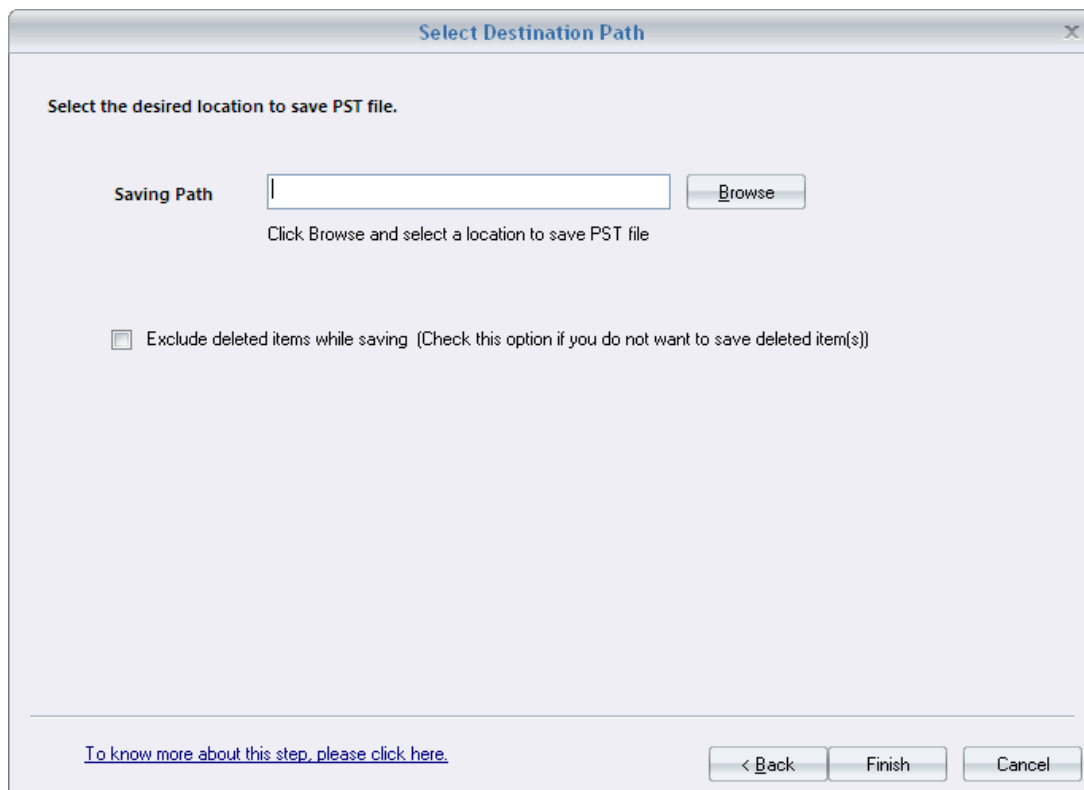 Select Destination Path
Select the desired location to save PST file.
Saving Path
Browse
Click Browse and select a location to save PST file
Exclude deleted items while saving (Check this option if you do not want to save deleted item(s))
To know more about this step, please click here.
< Back
Finish
Cancel